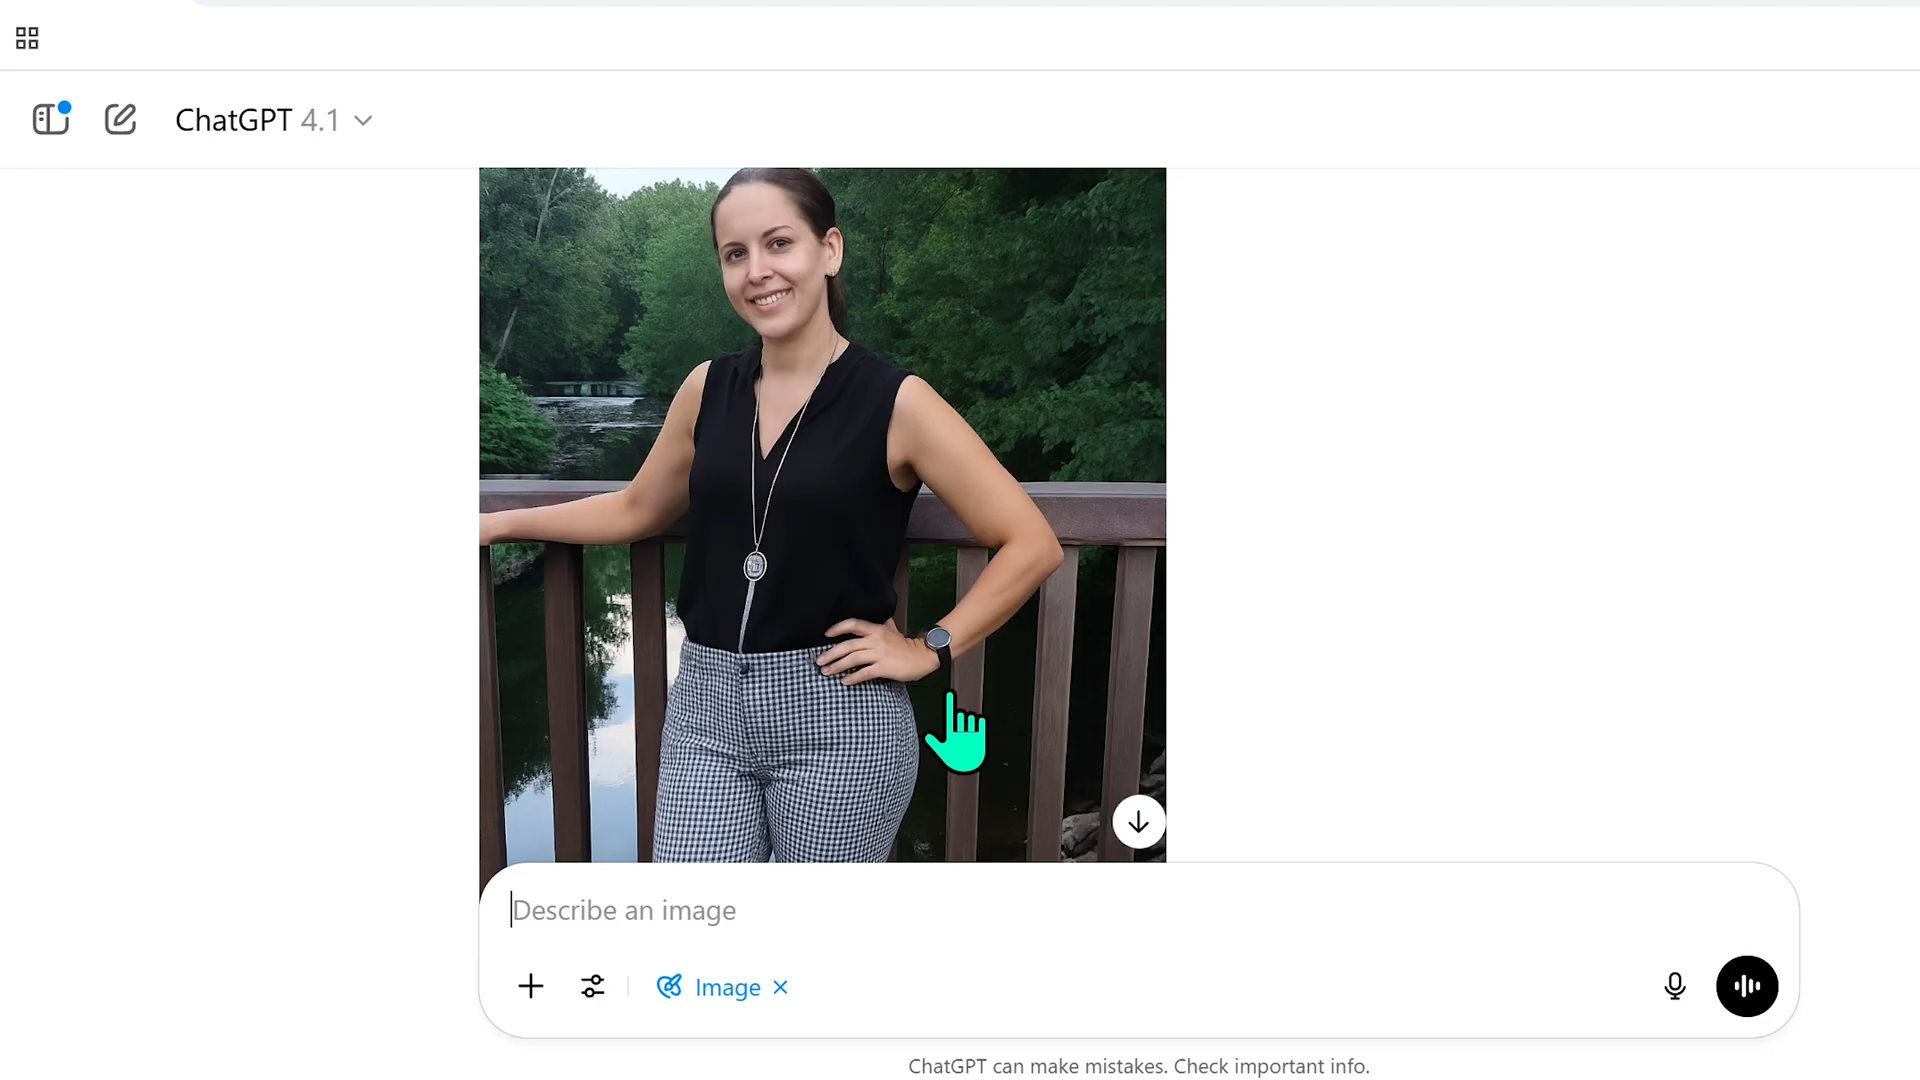 ChatGPT 4.1
Describe an image
Image
ChatGPT can make mistakes. Check important info.